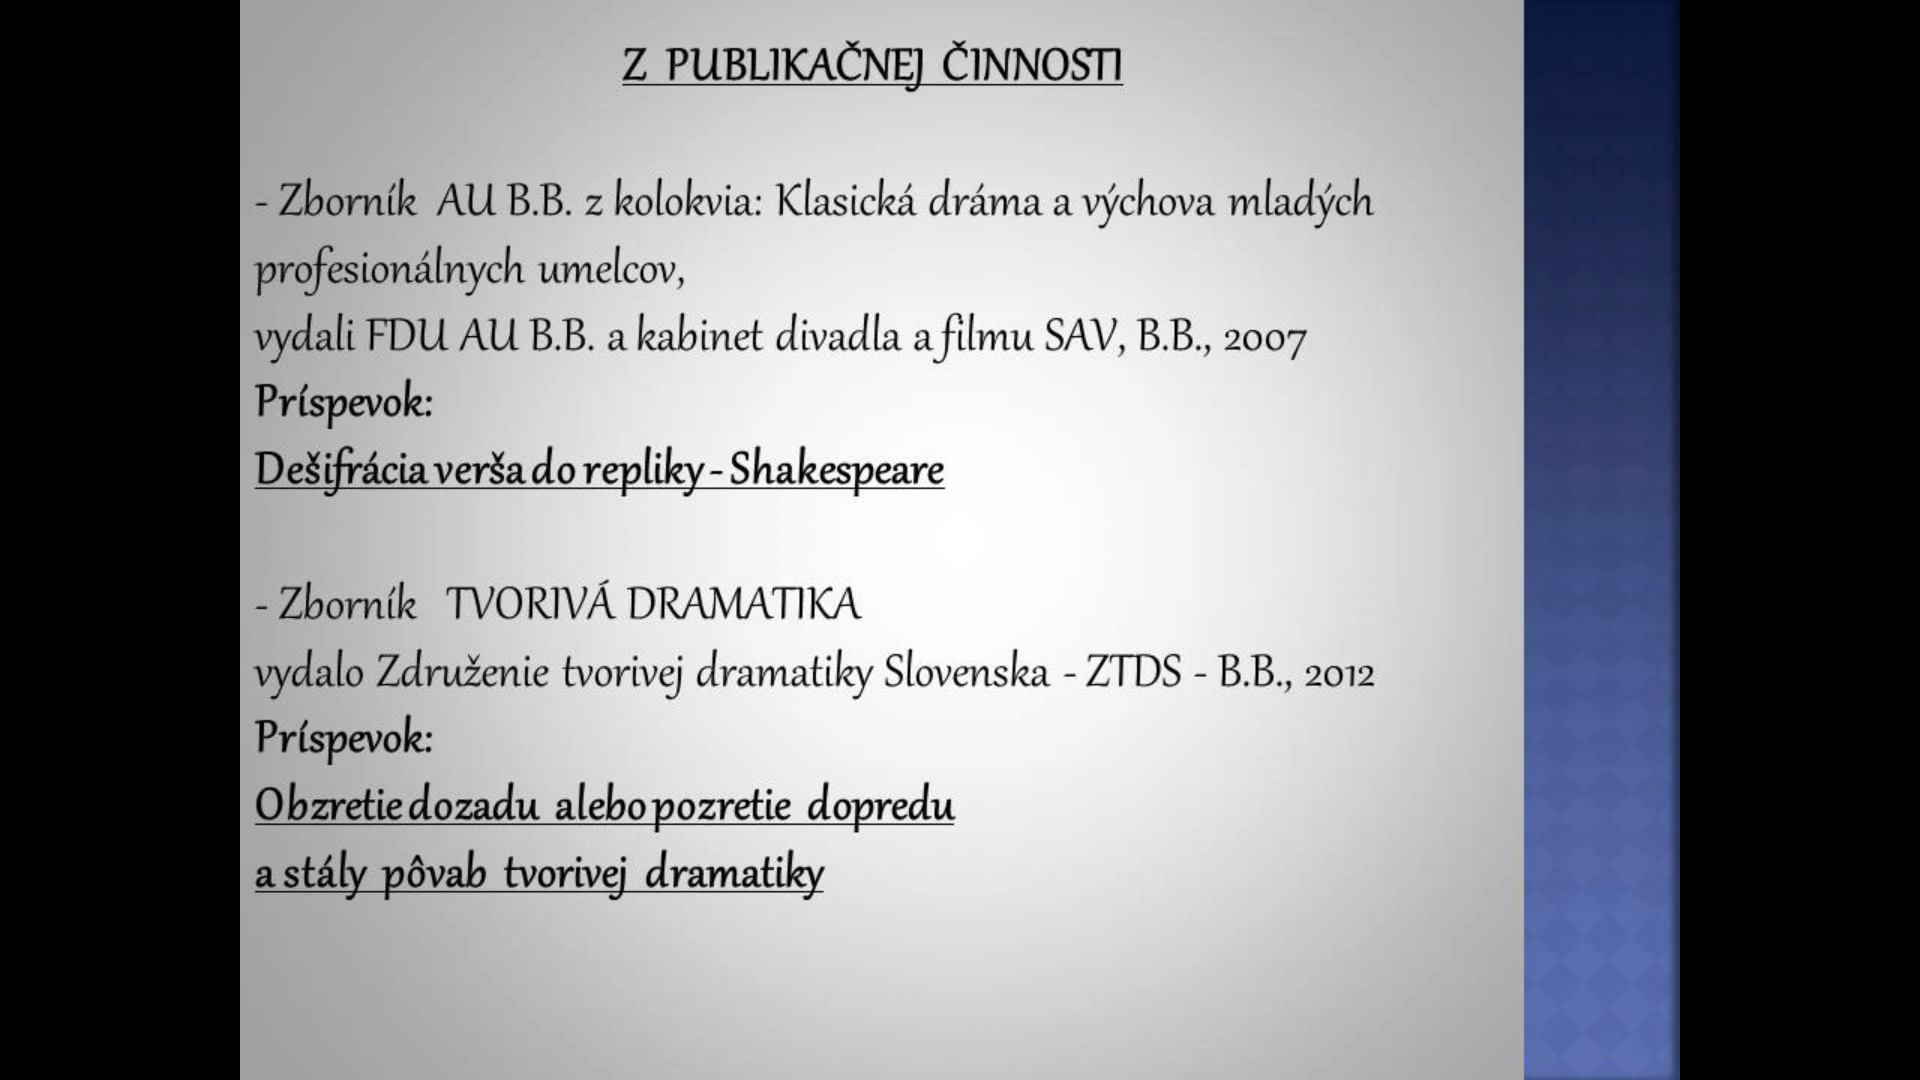 Z PUBLIKAČNEJ ČINNOSTI
- Zborník AU B.B. z kolokvia: Klasická dráma a výchova mladých
profesionálnych umelcov,
vydali FDU AU B.B. a kabinet divadla a filmu SAV, B.B., 2007
Príspevok:
Dešifrácia verša do repliky - Shakespeare
- Zborník TVORIVÁ DRAMATIKA
vydalo Združenie tvorivej dramatiky Slovenska - ZTDS - B.B., 2012
Príspevok:
Obzretie dozadu alebo pozretie dopredu
a stály pôvab tvorivej dramatiky